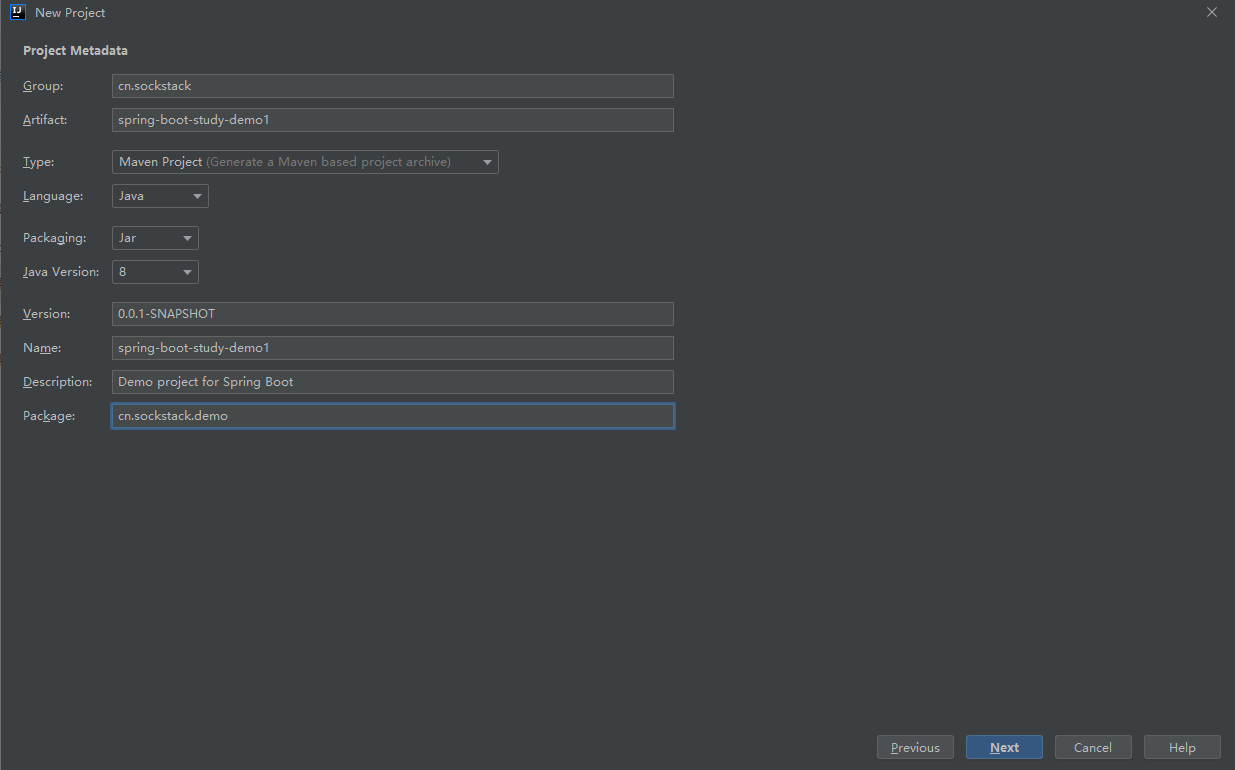 New Project
Project Metadata
Group: cn.sockstack
Artifact: spring-boot-study-demo1
Type: Maven Project (Generate a Maven based project archive)
Language: Java
Packaging: Jar
Java Version: 8
Version: 0.0.1-SNAPSHOT
Name: spring-boot-study-demo1
Description: Demo project for Spring Boot
Package: cn.sockstack.demo
Previous Next Cancel Help